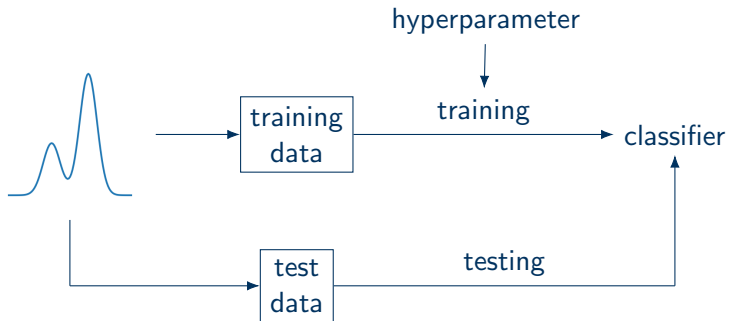 hyperparameter
training
training
data
classifier
testing
test
data